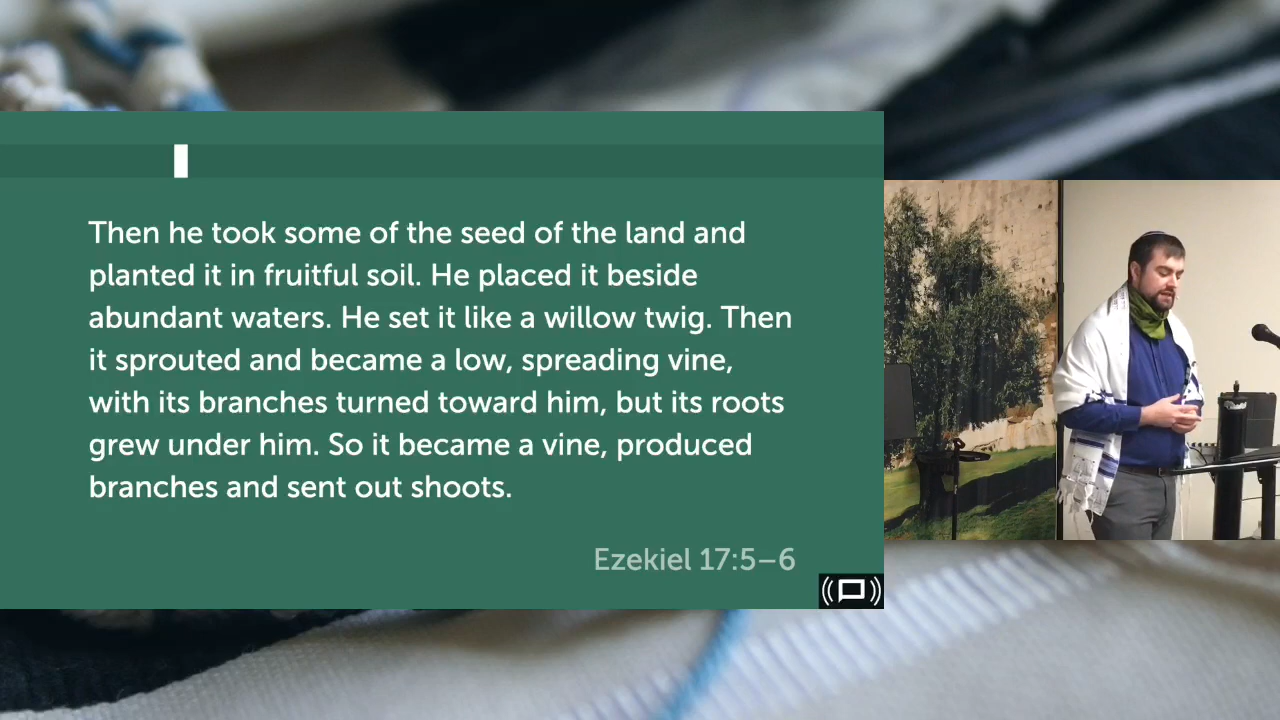 Then he took some of the seed of the land and
planted it in fruitful soil. He placed it beside
abundant waters. He set it like a willow twig. Then
it sprouted and became a low, spreading vine,
with its branches turned toward him, but its roots
grew under him. So it became a vine, produced
branches and sent out shoots.
Ezekiel 17:5–6